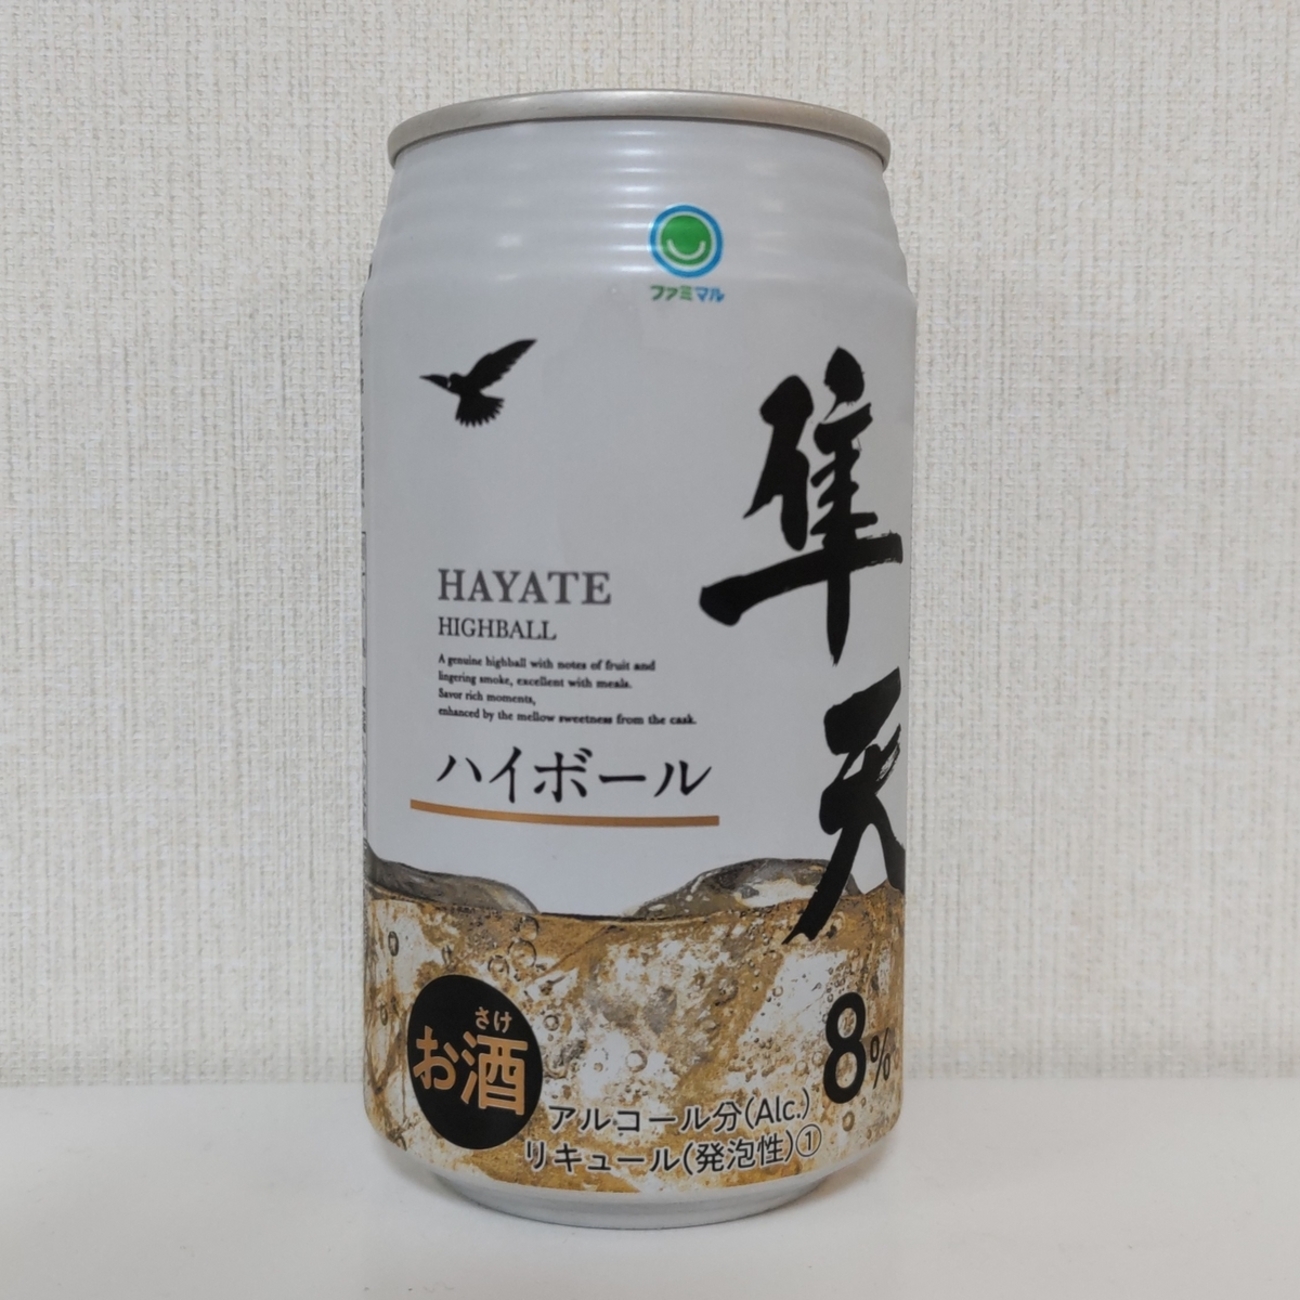 ファミマル
隼天
HAYATE
HIGHBALL
A genuine highball with notes of fruit and
lingering smoke, excellent with meals.
Savor rich moments,
enhanced by the mellow sweetness from the cask.
ハイボール
さけ
お酒
8%
アルコール分(Alc.)
リキュール(発泡性)①